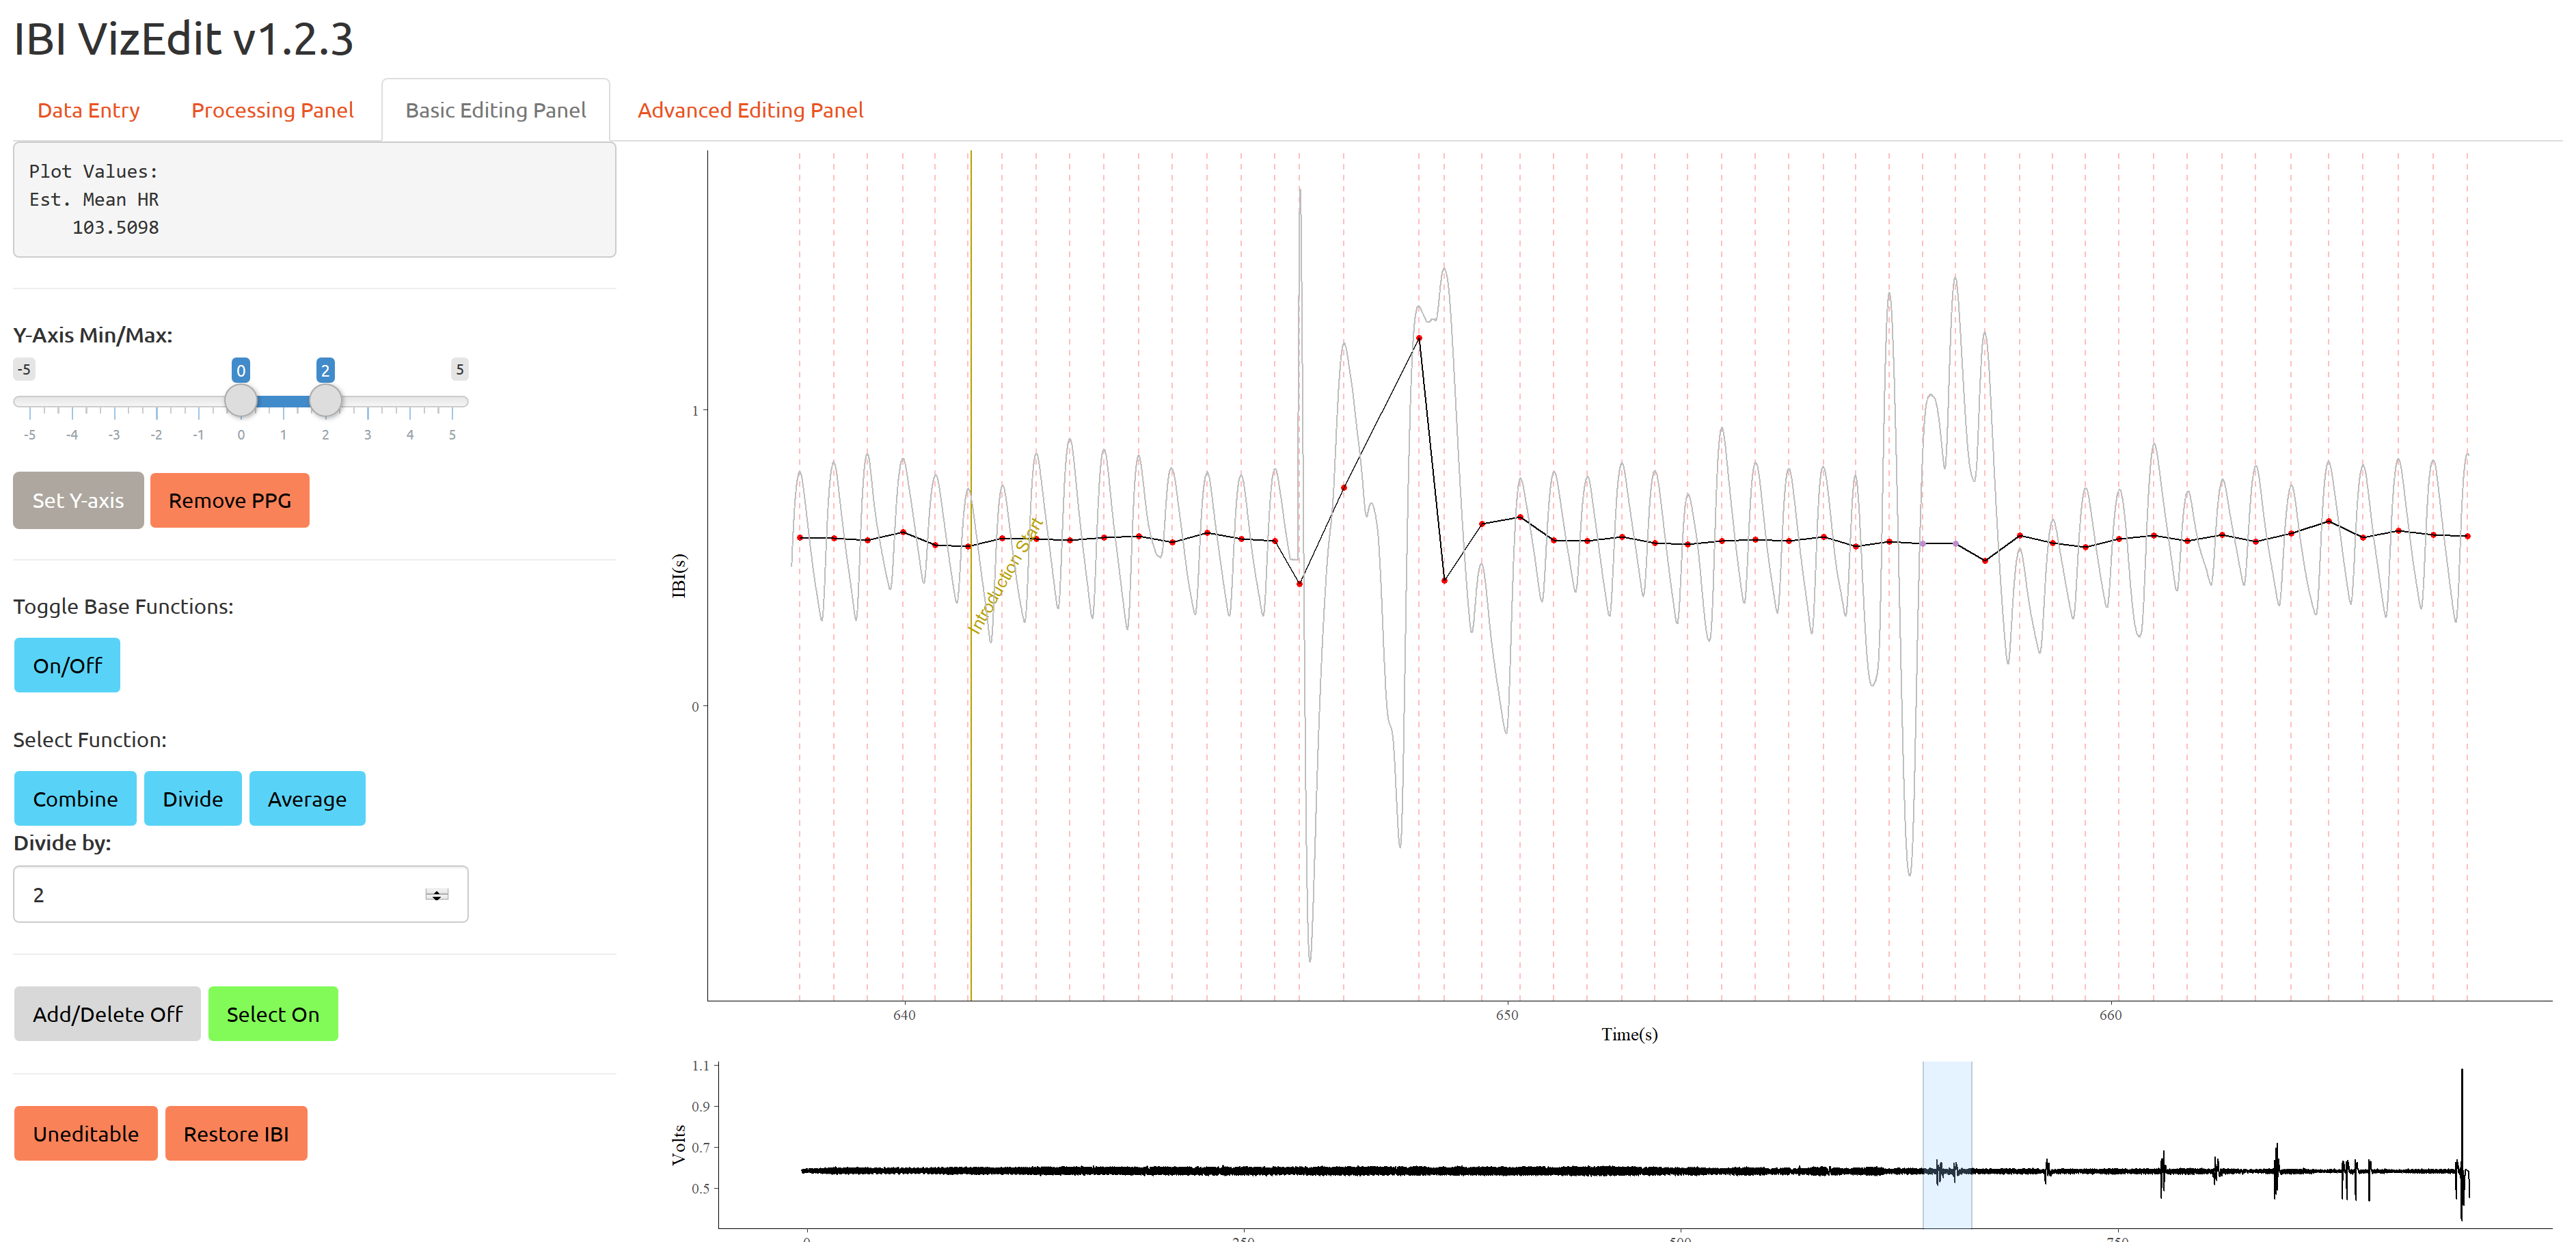 IBI VizEdit v1.2.3
Data Entry Processing Panel Basic Editing Panel Advanced Editing Panel
Plot Values:
Est. Mean HR
103.5098
Y-Axis Min/Max:
-5 0 2 5
-5 -4 -3 -2 -1 0 1 2 3 4 5
Set Y-axis Remove PPG
Toggle Base Functions:
On/Off
Select Function:
Combine Divide Average
Divide by:
2
Add/Delete Off Select On
Uneditable Restore IBI
IBI(s)
1
0
Introduction Start
640 650 660
Time(s)
Volts
1.1
0.9
0.7
0.5
0 250 500 750